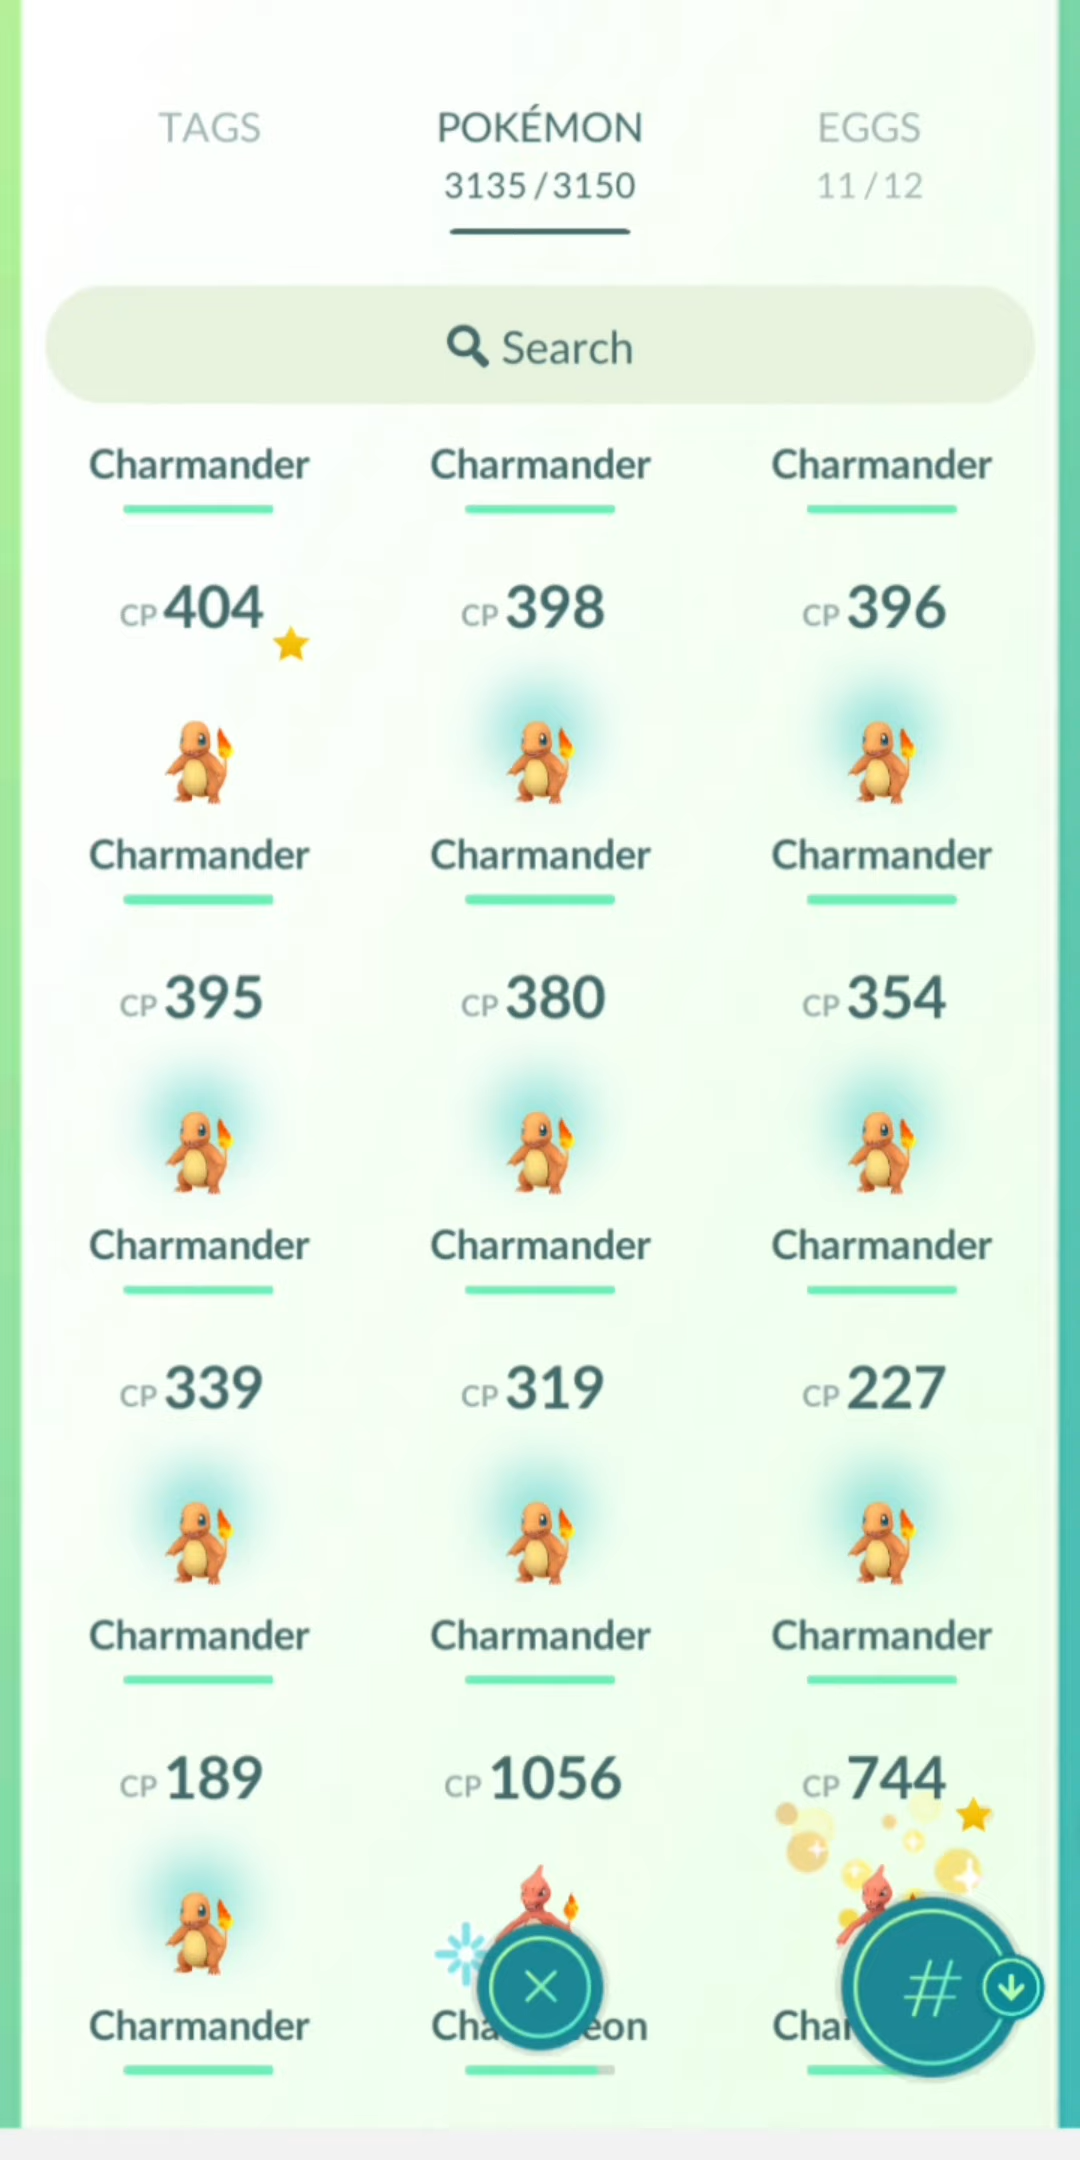 TAGS POKÉMON EGGS
3135/3150 11/12
Search
Charmander Charmander Charmander
CP404 CP398 CP396
Charmander Charmander Charmander
CP395 CP380 CP354
Charmander Charmander Charmander
CP339 CP319 CP227
Charmander Charmander Charmander
CP189 CP1056 CP744
Charmander